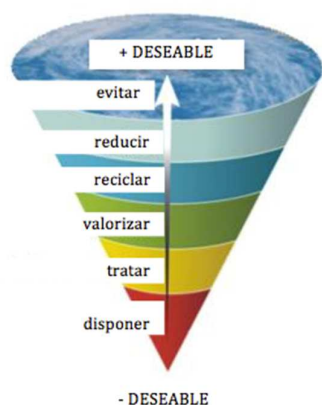 + DESEABLE
evitar
reducir
reciclar
valorizar
tratar
disponer
- DESEABLE